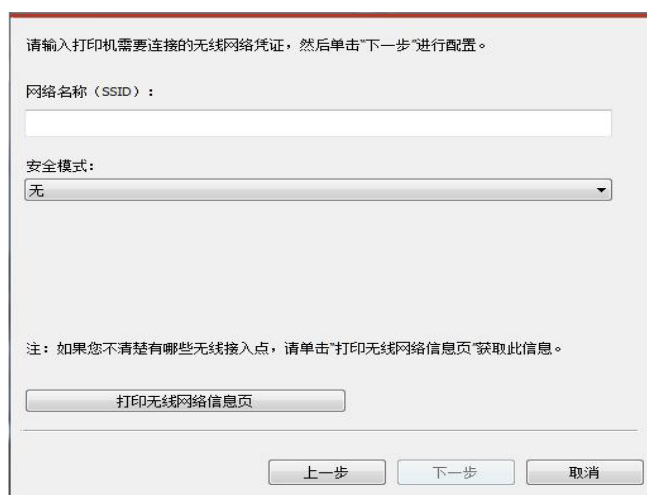 请输入打印机需要连接的无线网络凭证，然后单击"下一步"进行配置。
网络名称（SSID）：
安全模式：
无
注：如果您不清楚有哪些无线接入点，请单击"打印无线网络信息页"获取此信息。
打印无线网络信息页
上一步 下一步 取消